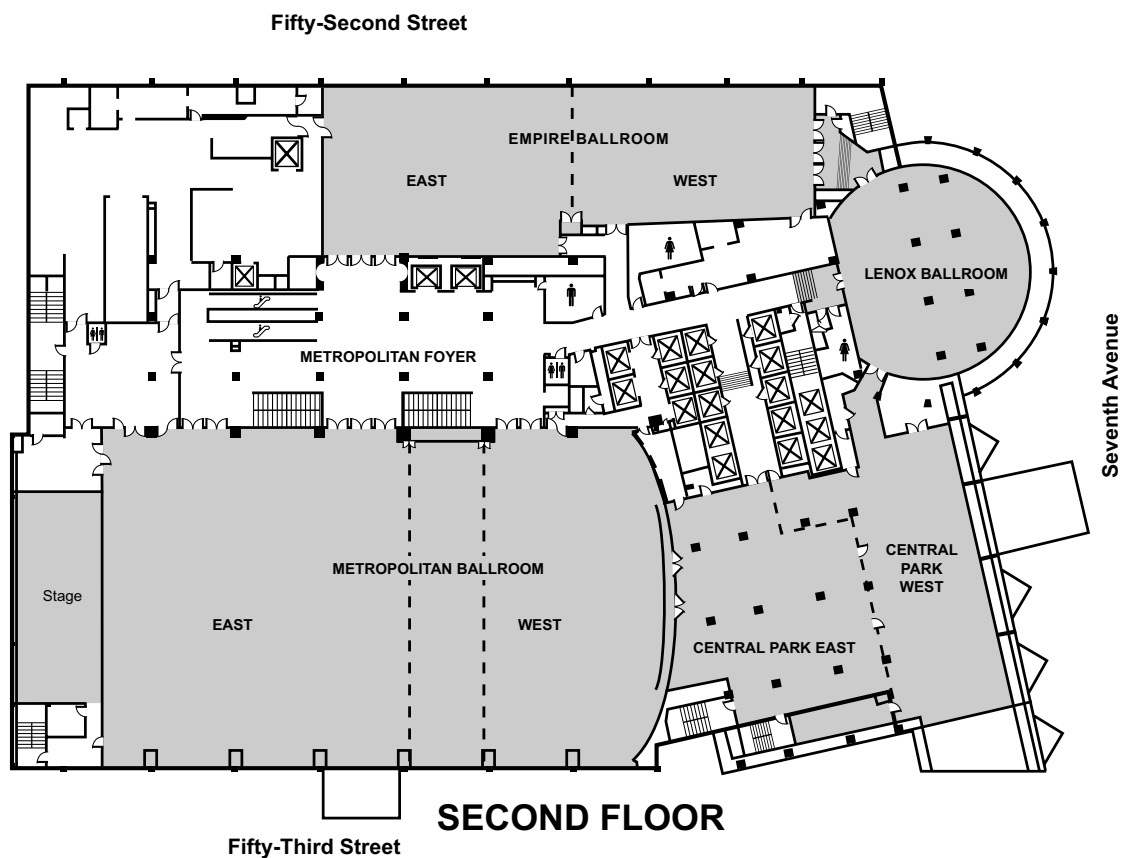 Fifty-Second Street
EMPIRE BALLROOM
EAST
WEST
LENOX BALLROOM
METROPOLITAN FOYER
Seventh Avenue
METROPOLITAN BALLROOM
CENTRAL
PARK
WEST
Stage
EAST
WEST
CENTRAL PARK EAST
SECOND FLOOR
Fifty-Third Street